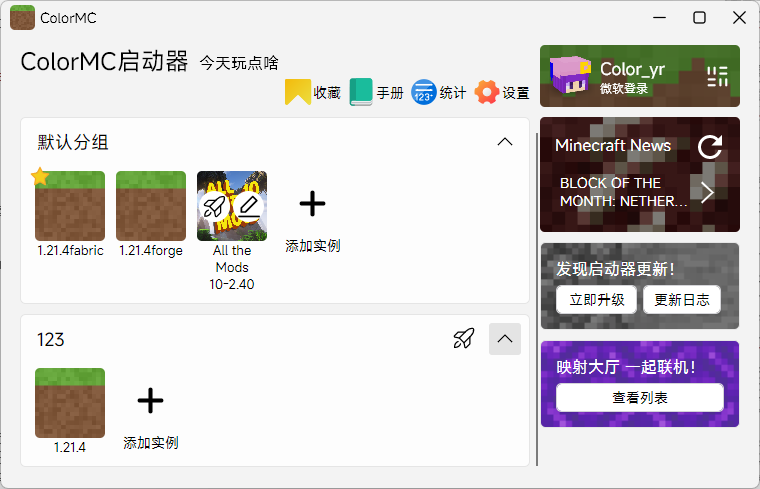 ColorMC
ColorMC启动器 今天玩点啥
收藏 手册 123+ 统计 设置
默认分组
1.21.4fabric
1.21.4forge
ALL
MODS
All the
Mods
10-2.40
添加实例
123
1.21.4
添加实例
Color_yr
微软登录
Minecraft News
BLOCK OF THE
MONTH: NETHER...
发现启动器更新!
立即升级 更新日志
映射大厅 一起联机!
查看列表